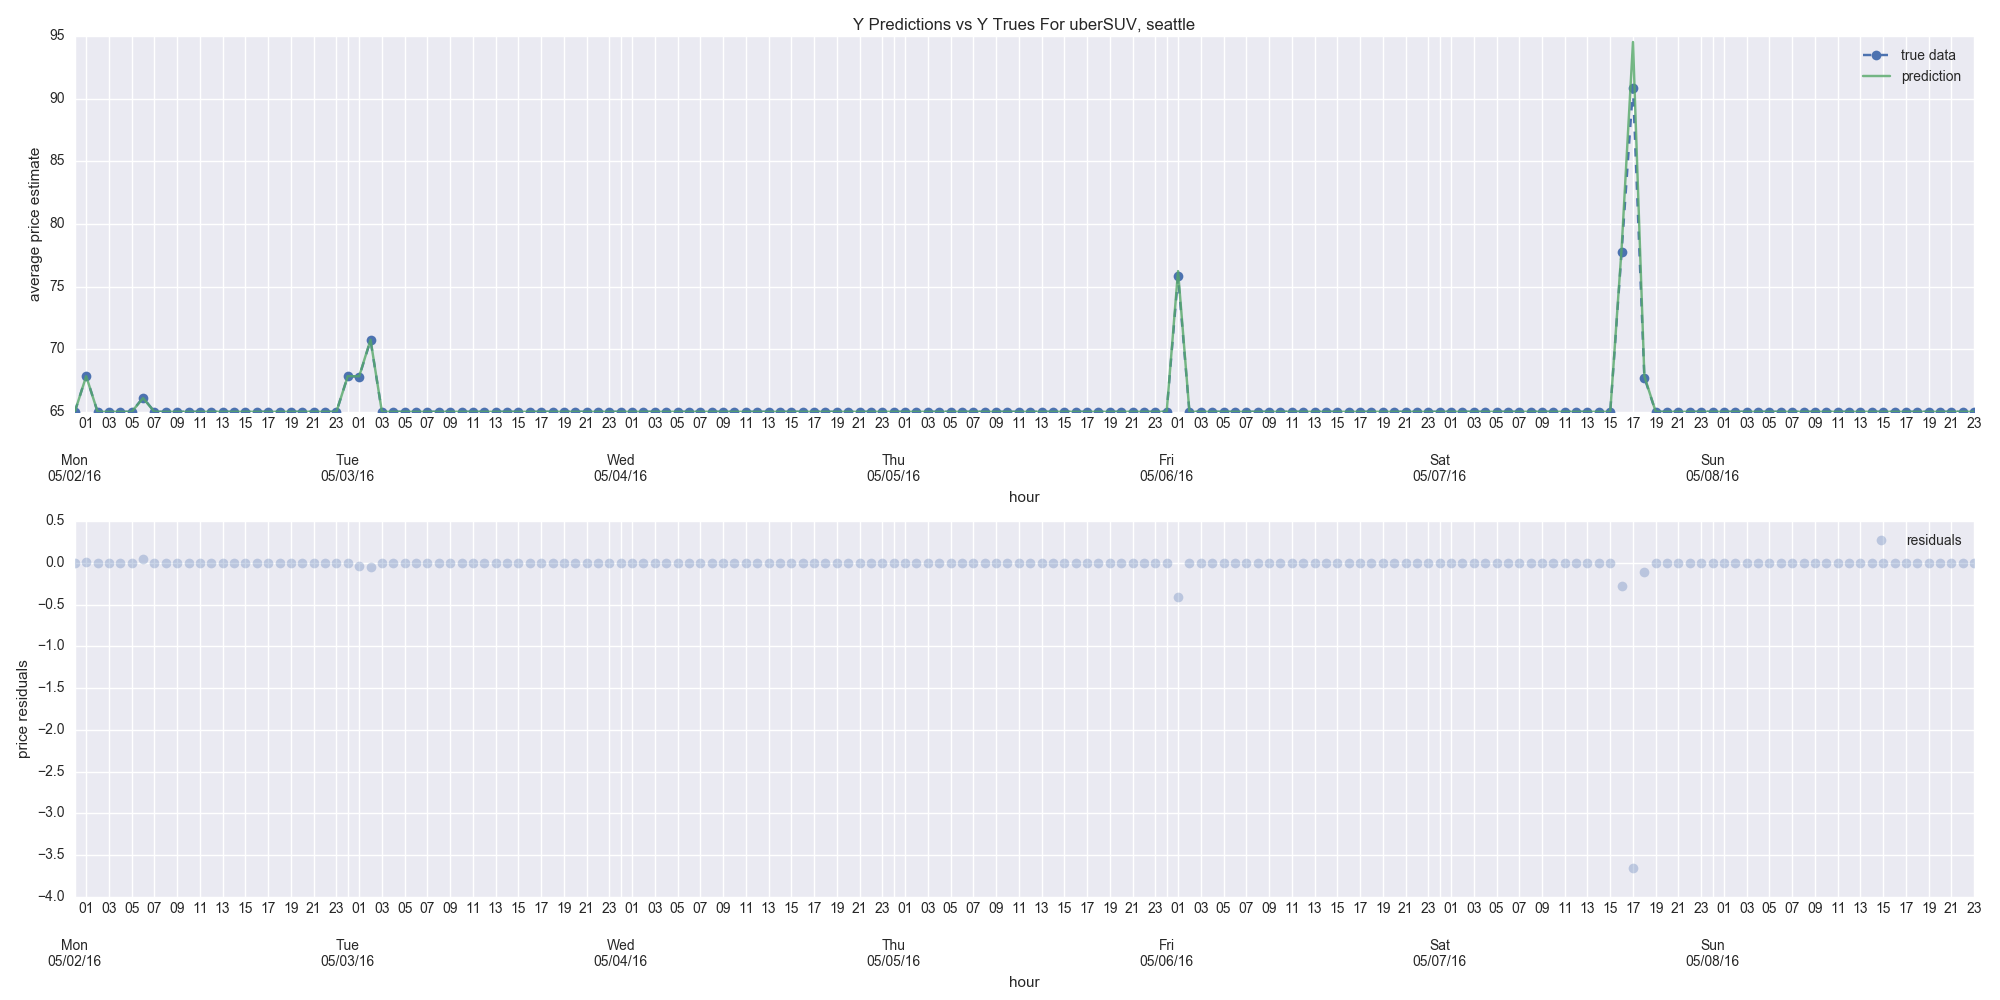 Y Predictions vs Y Trues For uberSUV, seattle
95
90
85
80
75
70
65
average price estimate
true data
prediction
01 03 05 07 09 11 13 15 17 19 21 23 01 03 05 07 09 11 13 15 17 19 21 23 01 03 05 07 09 11 13 15 17 19 21 23 01 03 05 07 09 11 13 15 17 19 21 23 01 03 05 07 09 11 13 15 17 19 21 23 01 03 05 07 09 11 13 15 17 19 21 23 01 03 05 07 09 11 13 15 17 19 21 23
Mon Tue Wed Thu Fri Sat Sun
05/02/16 05/03/16 05/04/16 05/05/16 05/06/16 05/07/16 05/08/16
hour
0.5
0.0
−0.5
−1.0
−1.5
−2.0
−2.5
−3.0
−3.5
−4.0
price residuals
residuals
01 03 05 07 09 11 13 15 17 19 21 23 01 03 05 07 09 11 13 15 17 19 21 23 01 03 05 07 09 11 13 15 17 19 21 23 01 03 05 07 09 11 13 15 17 19 21 23 01 03 05 07 09 11 13 15 17 19 21 23 01 03 05 07 09 11 13 15 17 19 21 23 01 03 05 07 09 11 13 15 17 19 21 23
Mon Tue Wed Thu Fri Sat Sun
05/02/16 05/03/16 05/04/16 05/05/16 05/06/16 05/07/16 05/08/16
hour